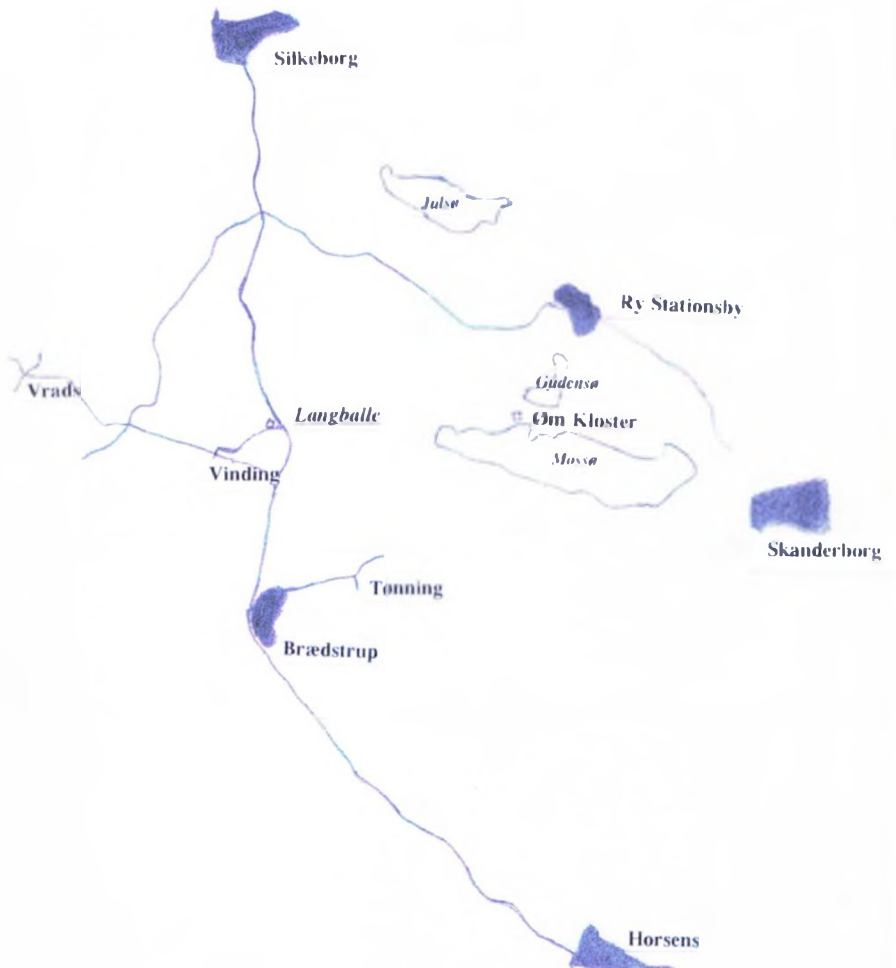 Silkeborg
Julsø
Ry Stationsby
Gudensø
Vrads
Langballe
Øm Kloster
Mossø
Vinding
Skanderborg
Tønning
Brædstrup
Horsens